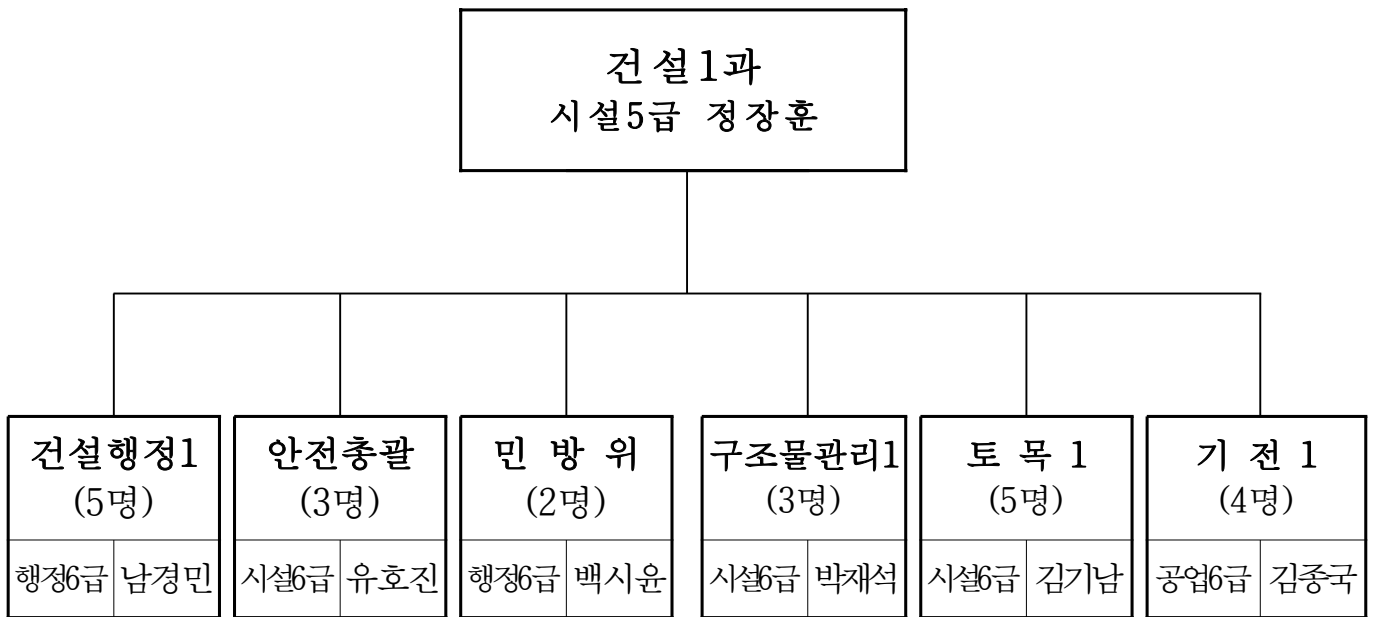 건설1과
시설5급 정장훈
건설행정1
(5명)
행정6급 남경민
안전총괄
(3명)
시설6급 유호진
민 방 위
(2명)
행정6급 백시윤
구조물관리1
(3명)
시설6급 박재석
토 목 1
(5명)
시설6급 김기남
기 전 1
(4명)
공업6급 김종국